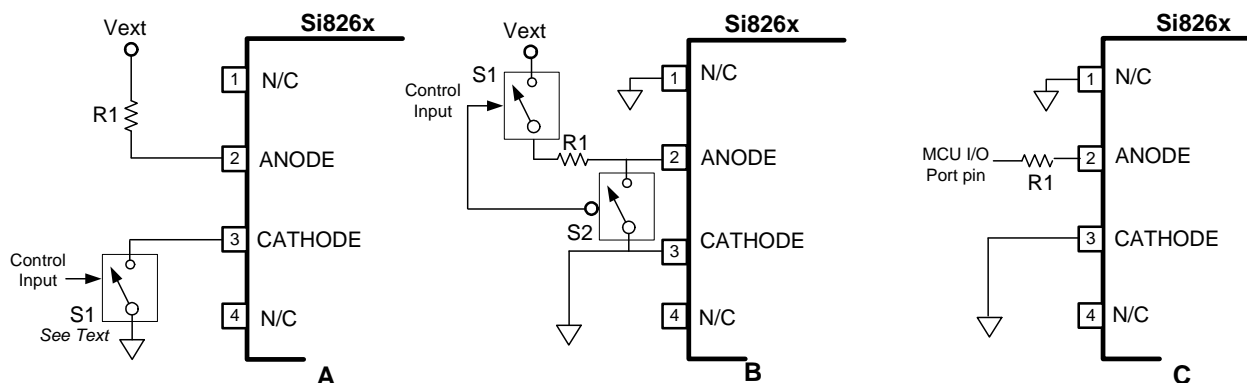 Si826x
Vext
1
N/C
R1
2
ANODE
3
CATHODE
Control
Input
S1
See Text
4
N/C
A
Si826x
Vext
S1
Control
Input
1
N/C
R1
2
ANODE
S2
3
CATHODE
4
N/C
B
Si826x
1
N/C
MCU I/O
Port pin
R1
2
ANODE
3
CATHODE
4
N/C
C